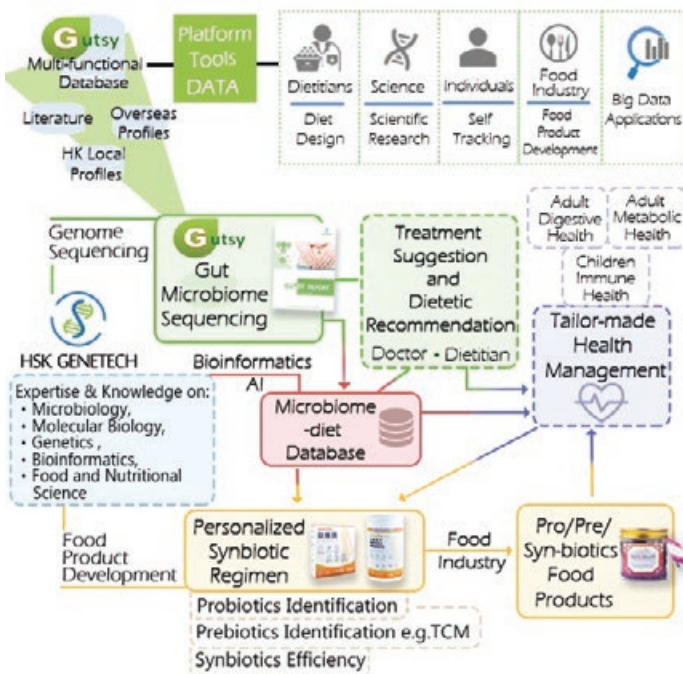 Gutsy
Multi-functional
Database
Platform
Tools
DATA
Dietitians
Diet
Design
Science
Scientific
Research
Individuals
Self
Tracking
Food
Industry
Food
Product
Development
Big Data
Applications
Literature
Overseas
Profiles
HK Local
Profiles
Genome
Sequencing
Gutsy
Gut
Microbiome
Sequencing
Treatment
Suggestion
and
Dietetic
Recommendation
Doctor · Dietitian
Adult
Digestive
Health
Adult
Metabolic
Health
Children
Immune
Health
Tailor-made
Health
Management
HSK GENETECH
Bioinformatics
AI
Expertise & Knowledge on:
· Microbiology,
· Molecular Biology,
· Genetics ,
· Bioinformatics,
· Food and Nutritional
Science
Microbiome
-diet
Database
Food
Product
Development
Personalized
Synbiotic
Regimen
Food
Industry
Pro/Pre/
Syn-biotics
Food
Products
Probiotics Identification
Prebiotics Identification e.g.TCM
Synbiotics Efficiency